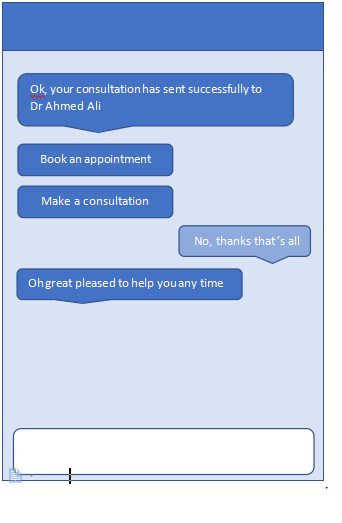 Ok, your consultation has sent successfully to
Dr Ahmed Ali
Book an appointment
Make a consultation
No, thanks that's all
Oh great pleased to help you any time